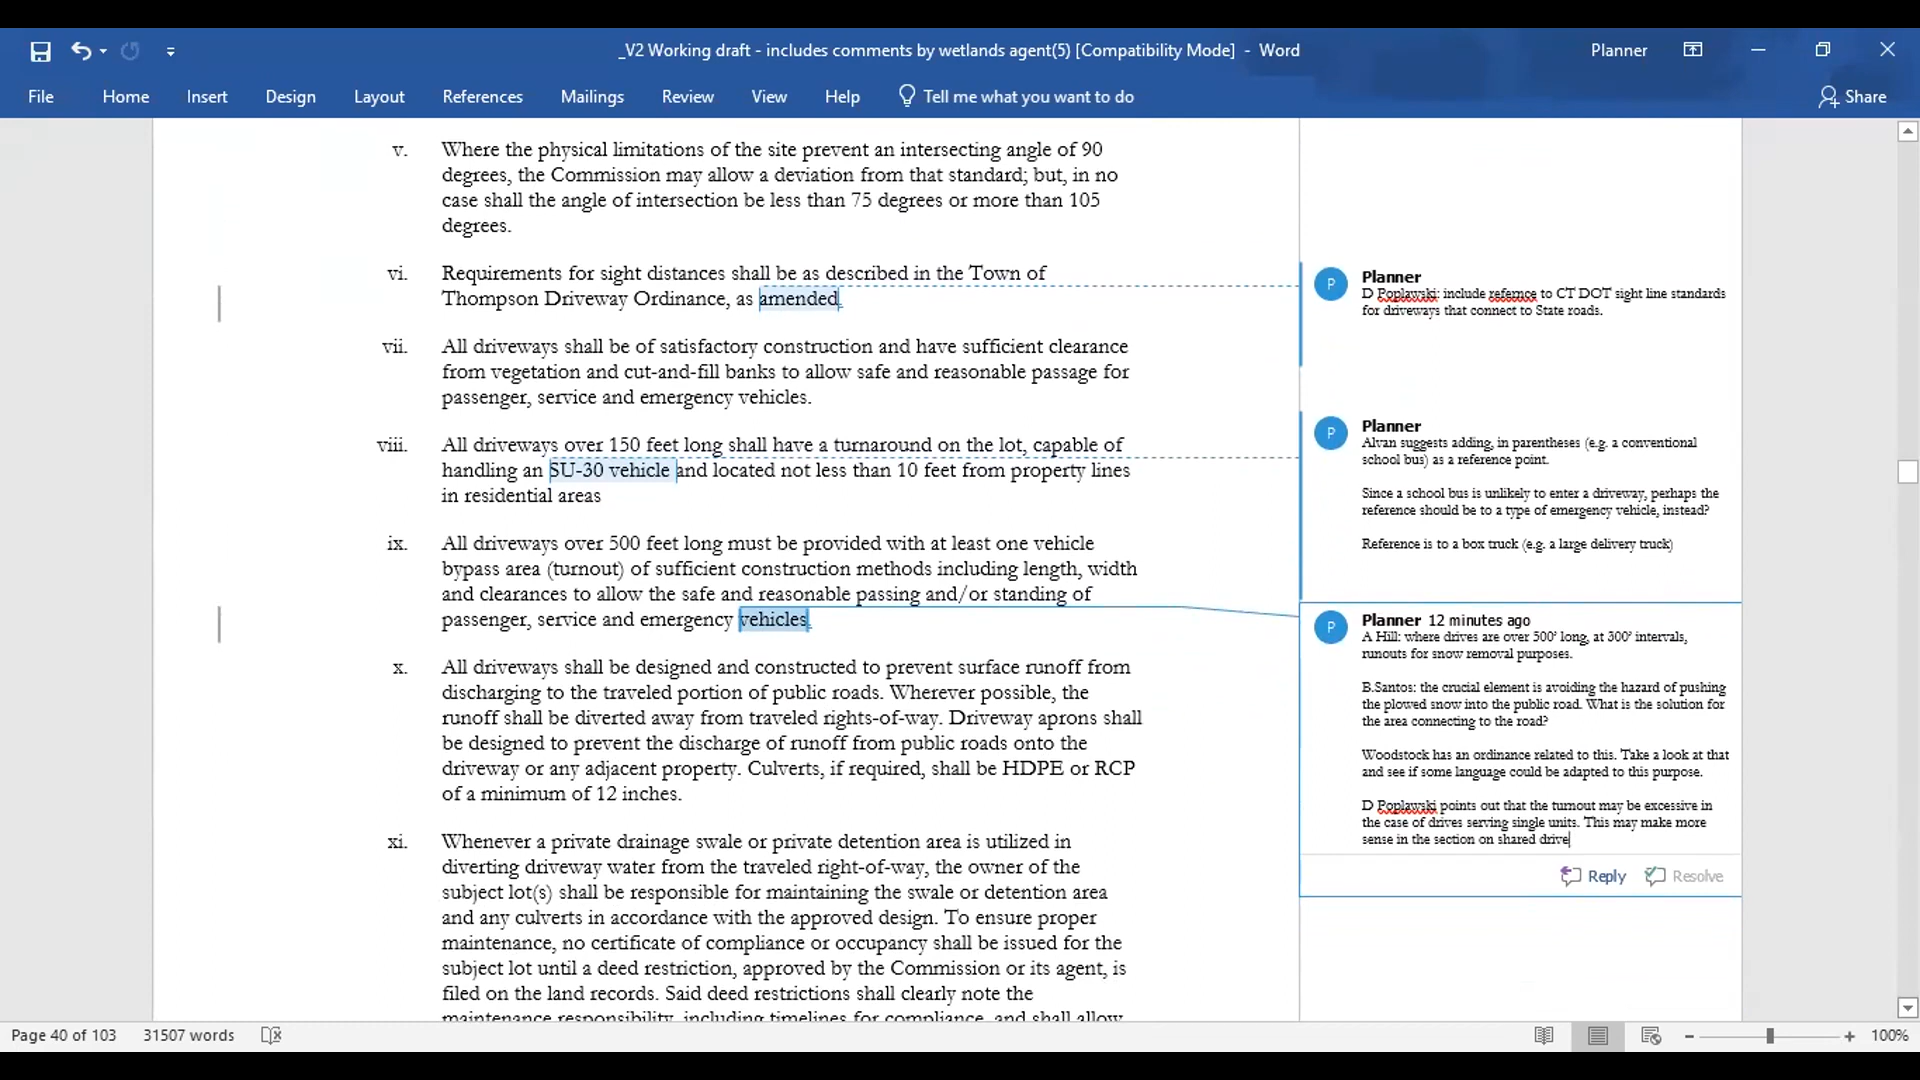 _V2 Working draft - includes comments by wetlands agent(5) [Compatibility Mode] - Word
Planner
File
Home
Insert
Design
Layout
References
Mailings
Review
View
Help
Tell me what you want to do
Share
v. Where the physical limitations of the site prevent an intersecting angle of 90
degrees, the Commission may allow a deviation from that standard; but, in no
case shall the angle of intersection be less than 75 degrees or more than 105
degrees.
vi. Requirements for sight distances shall be as described in the Town of
Thompson Driveway Ordinance, as amended.
vii. All driveways shall be of satisfactory construction and have sufficient clearance
from vegetation and cut-and-fill banks to allow safe and reasonable passage for
passenger, service and emergency vehicles.
viii. All driveways over 150 feet long shall have a turnaround on the lot, capable of
handling an SU-30 vehicle and located not less than 10 feet from property lines
in residential areas
ix. All driveways over 500 feet long must be provided with at least one vehicle
bypass area (turnout) of sufficient construction methods including length, width
and clearances to allow the safe and reasonable passing and/or standing of
passenger, service and emergency vehicles.
x. All driveways shall be designed and constructed to prevent surface runoff from
discharging to the traveled portion of public roads. Wherever possible, the
runoff shall be diverted away from traveled rights-of-way. Driveway aprons shall
be designed to prevent the discharge of runoff from public roads onto the
driveway or any adjacent property. Culverts, if required, shall be HDPE or RCP
of a minimum of 12 inches.
xi. Whenever a private drainage swale or private detention area is utilized in
diverting driveway water from the traveled right-of-way, the owner of the
subject lot(s) shall be responsible for maintaining the swale or detention area
and any culverts in accordance with the approved design. To ensure proper
maintenance, no certificate of compliance or occupancy shall be issued for the
subject lot until a deed restriction, approved by the Commission or its agent, is
filed on the land records. Said deed restrictions shall clearly note the
maintenance responsibility, including timelines for compliance, and shall allow
P
Planner
D Poplawski: include refernce to CT DOT sight line standards
for driveways that connect to State roads.
P
Planner
Alvan suggests adding, in parentheses (e.g. a conventional
school bus) as a reference point.
Since a school bus is unlikely to enter a driveway, perhaps the
reference should be to a type of emergency vehicle, instead?
Reference is to a box truck (e.g. a large delivery truck)
P
Planner 12 minutes ago
A Hill: where drives are over 500' long, at 300' intervals,
runouts for snow removal purposes.
B.Santos: the crucial element is avoiding the hazard of pushing
the plowed snow into the public road. What is the solution for
the area connecting to the road?
Woodstock has an ordinance related to this. Take a look at that
and see if some language could be adapted to this purpose.
D Poplawski points out that the turnout may be excessive in
the case of drives serving single units. This may make more
sense in the section on shared drive
Reply
Resolve
Page 40 of 103
31507 words
100%